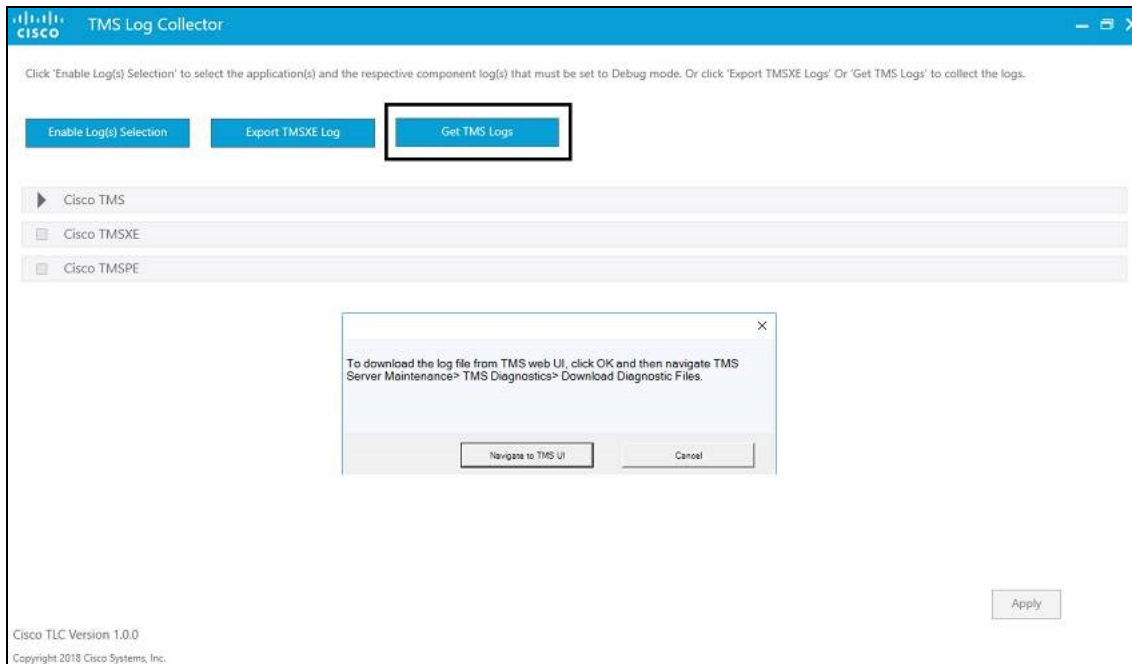 cisco
TMS Log Collector
Click 'Enable Log(s) Selection' to select the application(s) and the respective component log(s) that must be set to Debug mode. Or click 'Export TMSXE Logs' Or 'Get TMS Logs' to collect the logs.
Enable Log(s) Selection
Export TMSXE Log
Get TMS Logs
Cisco TMS
Cisco TMSXE
Cisco TMSPE
To download the log file from TMS web UI, click OK and then navigate TMS
Server Maintenance> TMS Diagnostics> Download Diagnostic Files.
Navigate to TMS UI
Cancel
Apply
Cisco TLC Version 1.0.0
Copyright 2018 Cisco Systems, Inc.